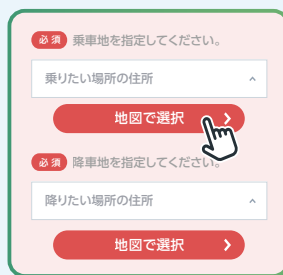 必須 乗車地を指定してください。
乗りたい場所の住所
地図で選択
必須 降車地を指定してください。
降りたい場所の住所
地図で選択